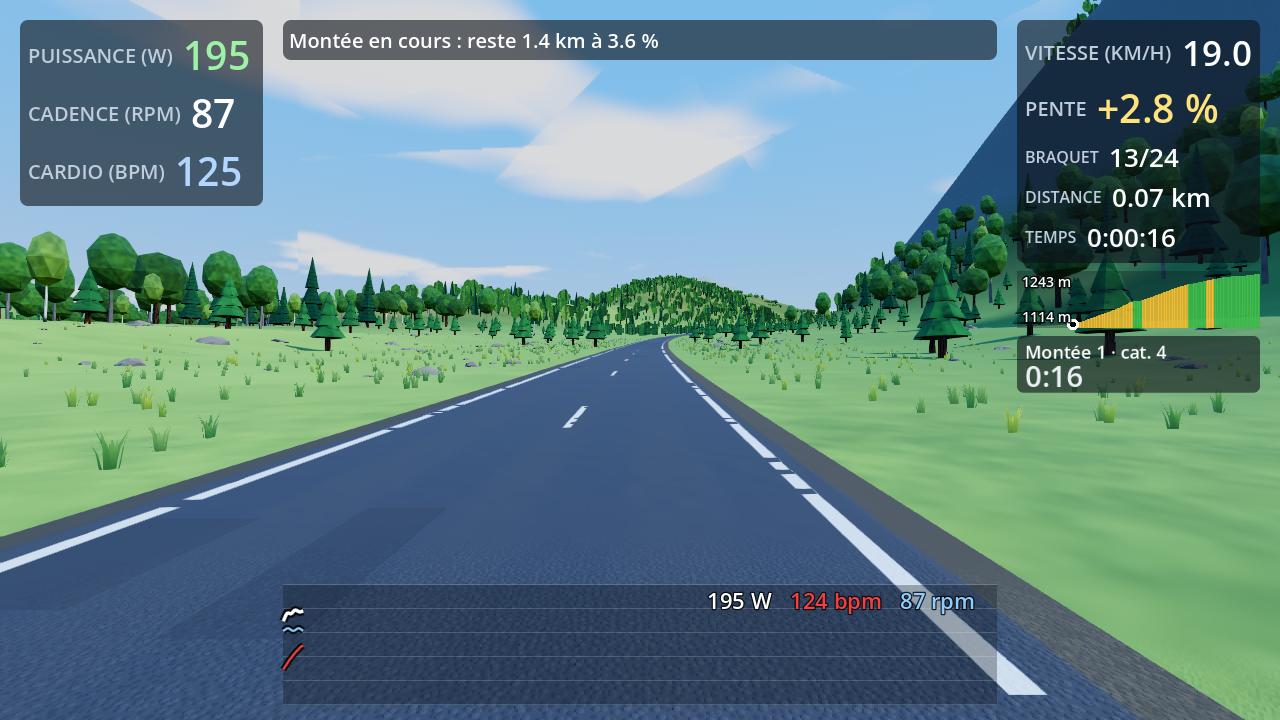 PUISSANCE (W) 195
CADENCE (RPM) 87
CARDIO (BPM) 125
Montée en cours : reste 1.4 km à 3.6 %
VITESSE (KM/H) 19.0
PENTE +2.8 %
BRAQUET 13/24
DISTANCE 0.07 km
TEMPS 0:00:16
1243 m
1114 m
Montée 1 · cat. 4
0:16
195 W 124 bpm 87 rpm